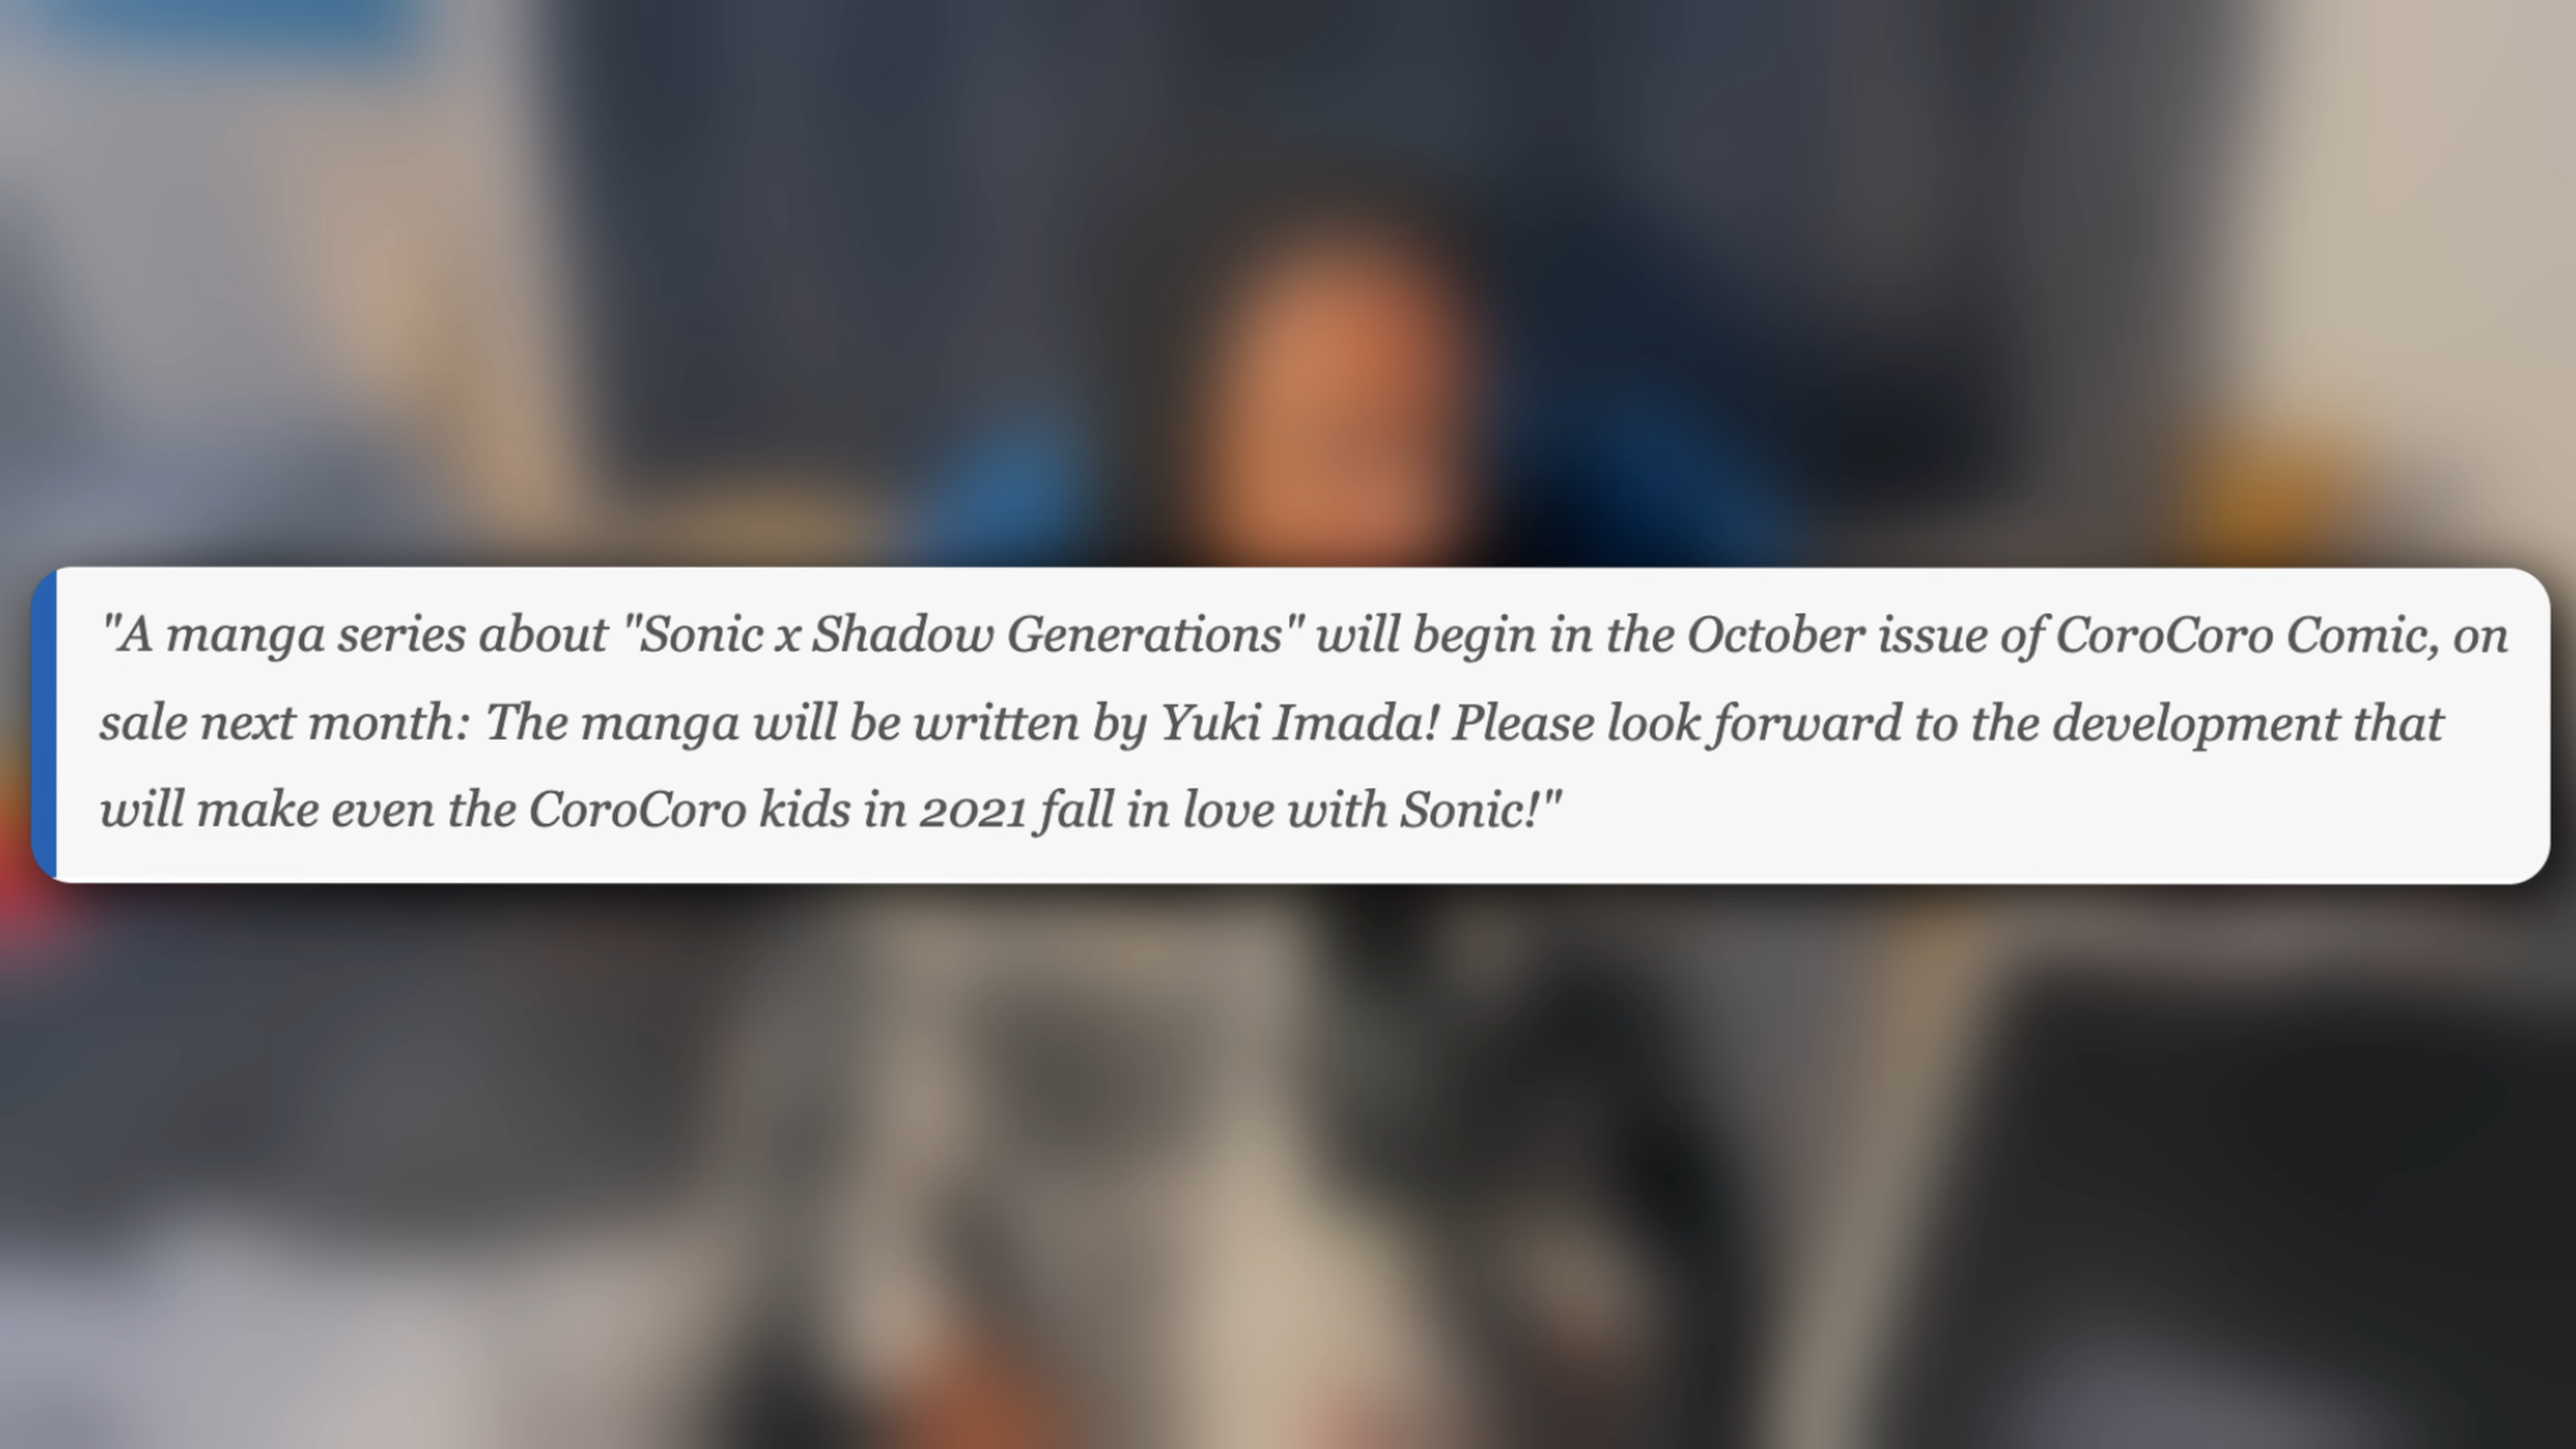 "A manga series about "Sonic x Shadow Generations" will begin in the October issue of CoroCoro Comic, on
sale next month: The manga will be written by Yuki Imada! Please look forward to the development that
will make even the CoroCoro kids in 2021 fall in love with Sonic!"